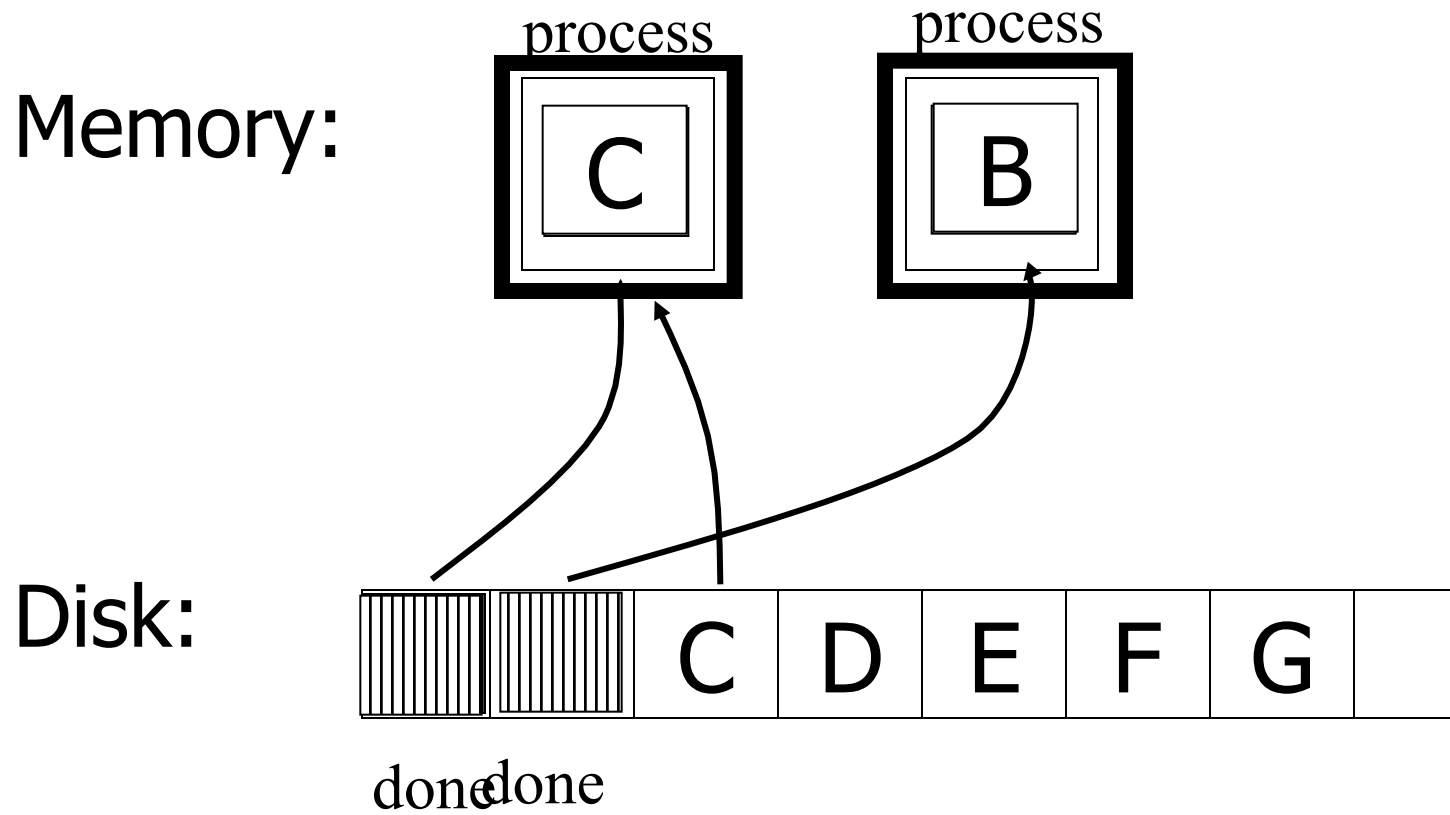 process process
Memory:
C B
Disk:
C D E F G
done done